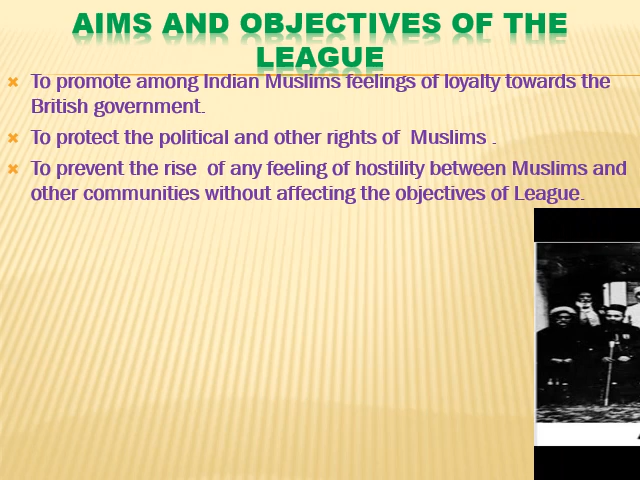 AIMS AND OBJECTIVES OF THE
LEAGUE
To promote among Indian Muslims feelings of loyalty towards the
British government.
To protect the political and other rights of  Muslims .
To prevent the rise  of any feeling of hostility between Muslims and
other communities without affecting the objectives of League.